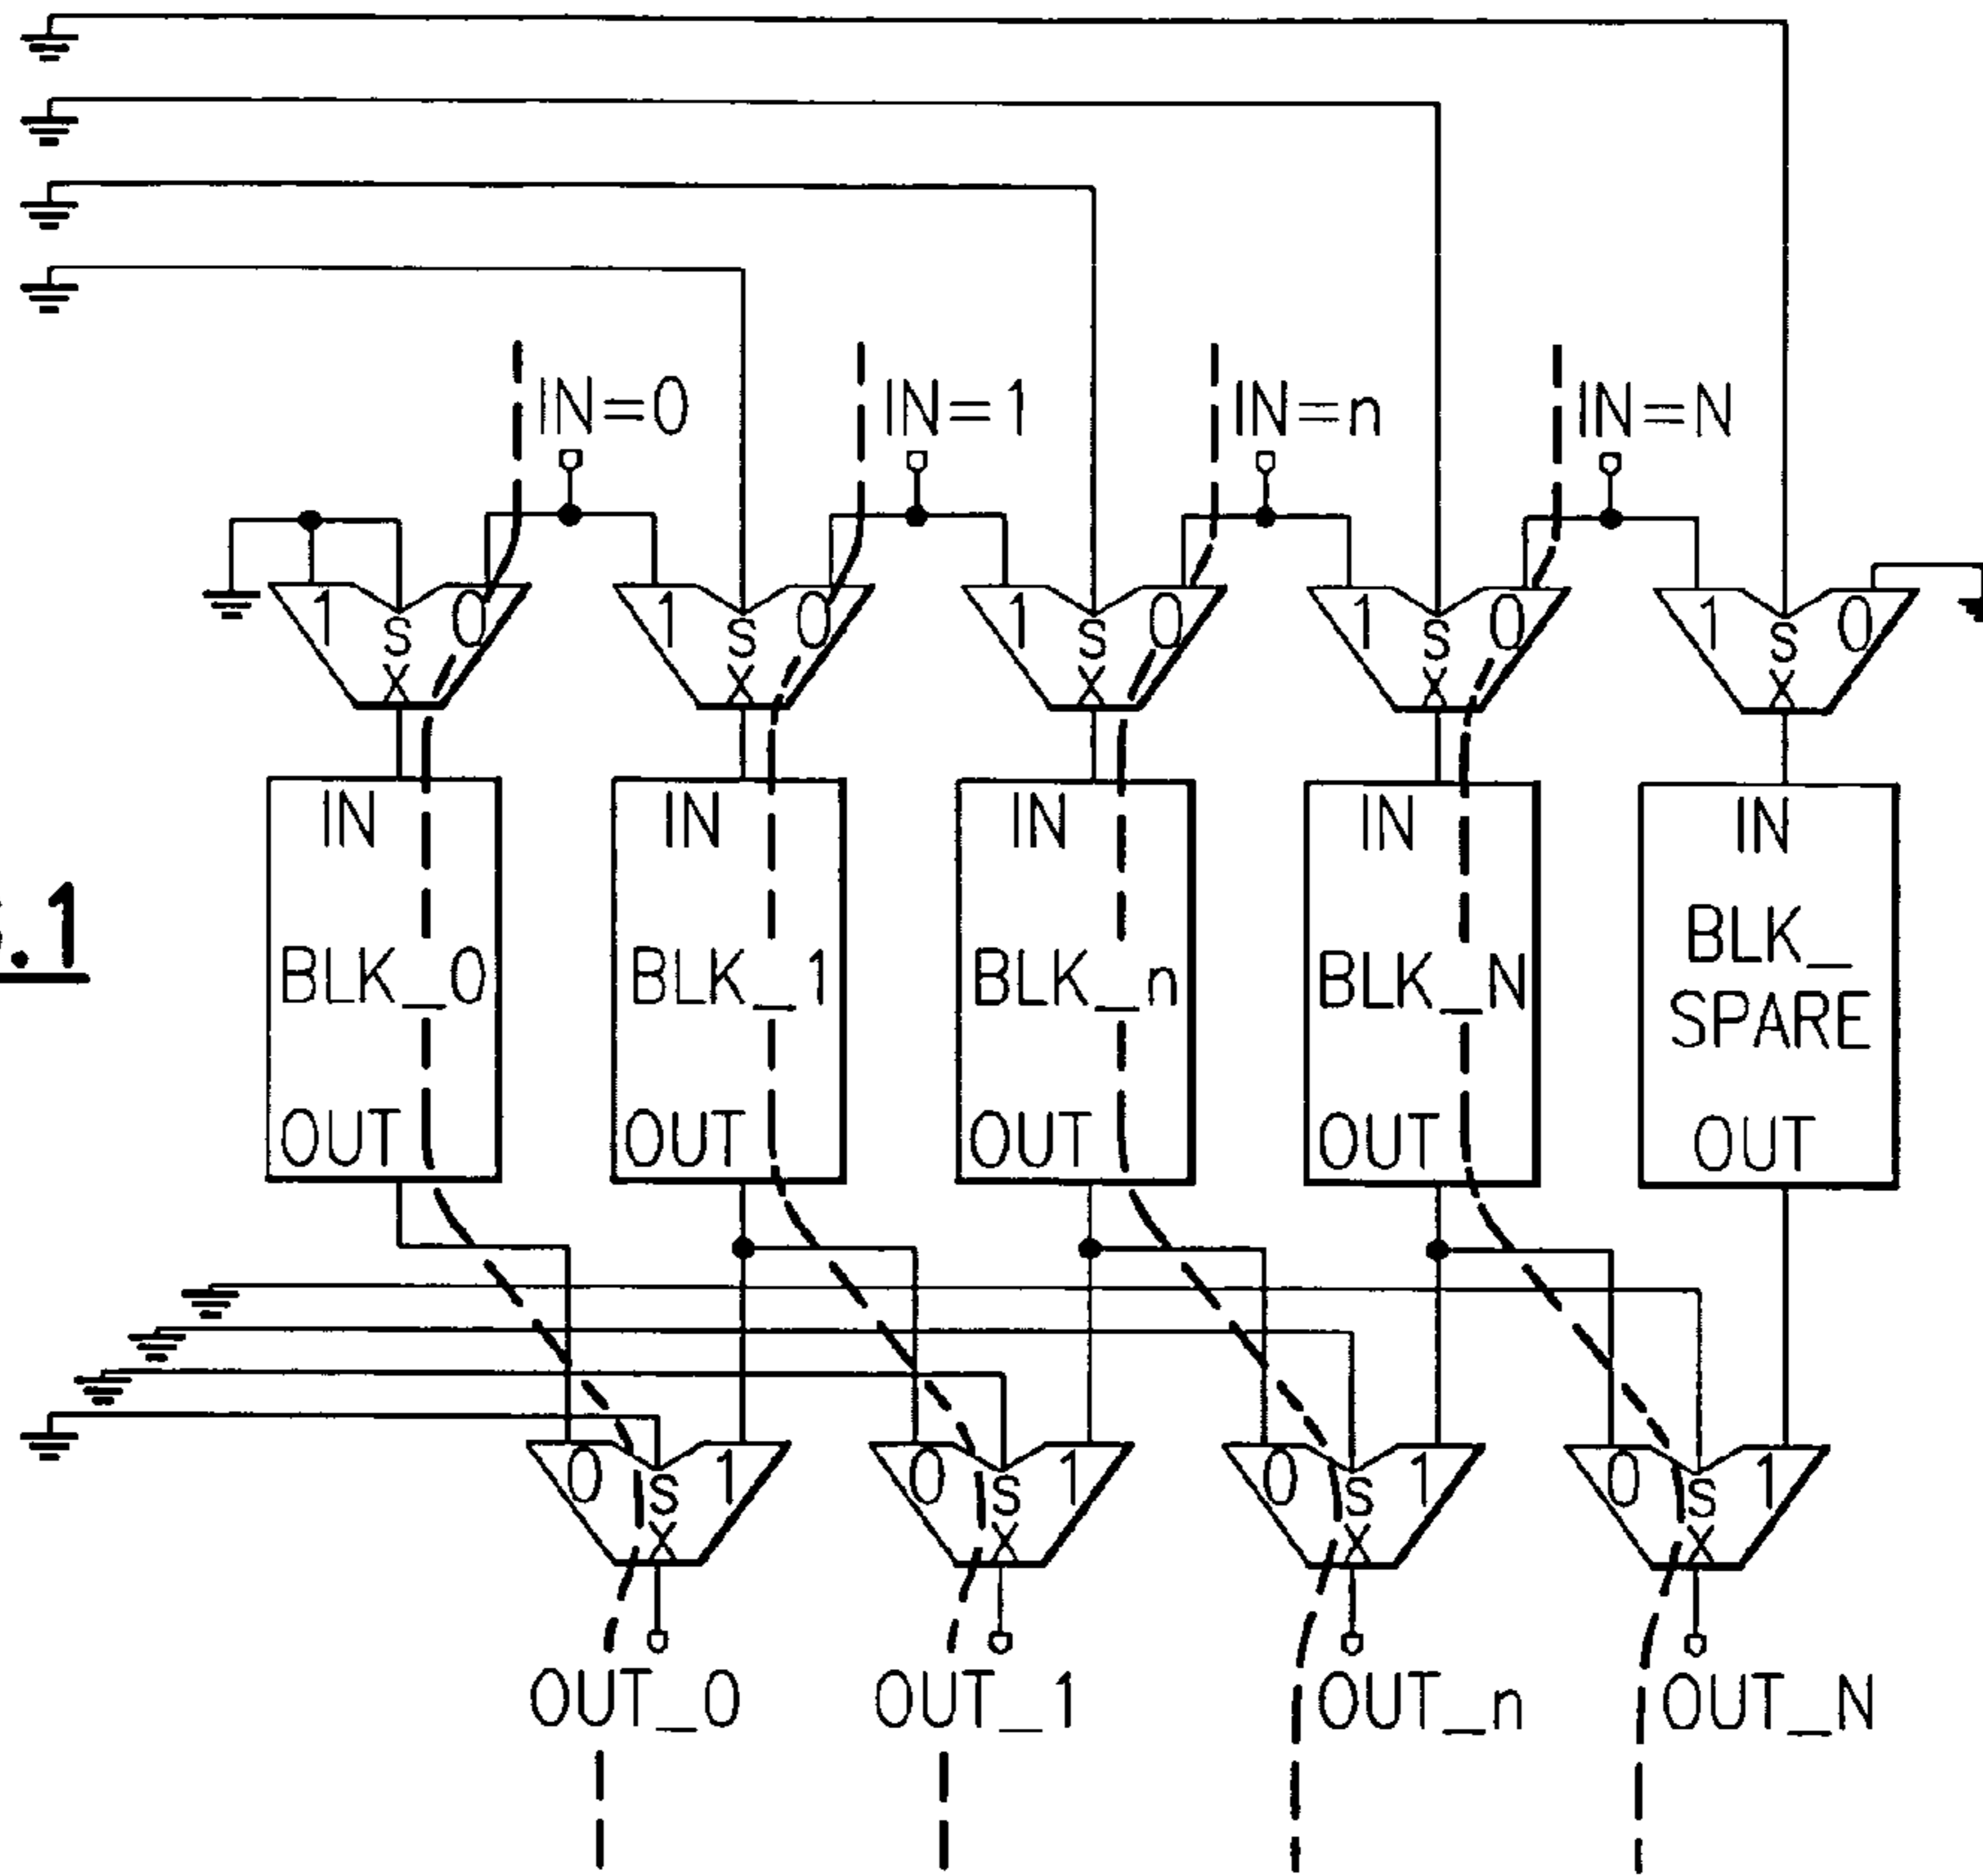 IN=0 IN=1 IN=n IN=N
1 S 0 1 S 0 1 S 0 1 S 0 1 S 0
X X X X X
IN IN IN IN IN
BLK_0 BLK_1 BLK_n BLK_N BLK_
SPARE
.1
OUT OUT OUT OUT OUT
0 S 1 0 S 1 0 S 1 0 S 1
X X X X
OUT_0 OUT_1 OUT_n OUT_N